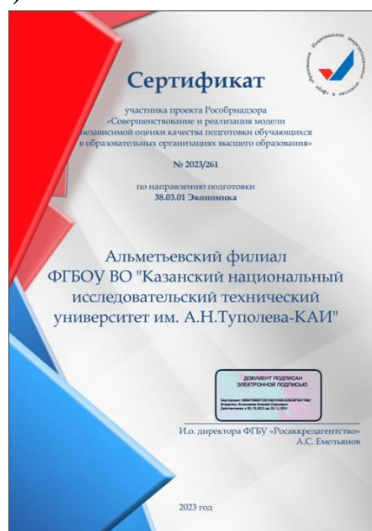 Сертификат
участника проекта Рособрнадзора
«Совершенствование и реализация модели
независимой оценки качества подготовки обучающихся
в образовательных организациях высшего образования»
№ 2023/261
по направлению подготовки
38.03.01 Экономика
Альметьевский филиал
ФГБОУ ВО "Казанский национальный
исследовательский технический
университет им. А.Н.Туполева-КАИ"
ДОКУМЕНТ ПОДПИСАН
ЭЛЕКТРОННОЙ ПОДПИСЬЮ
И.о. директора ФГБУ «Росаккредагентство»
А.С. Емельянов
2023 год